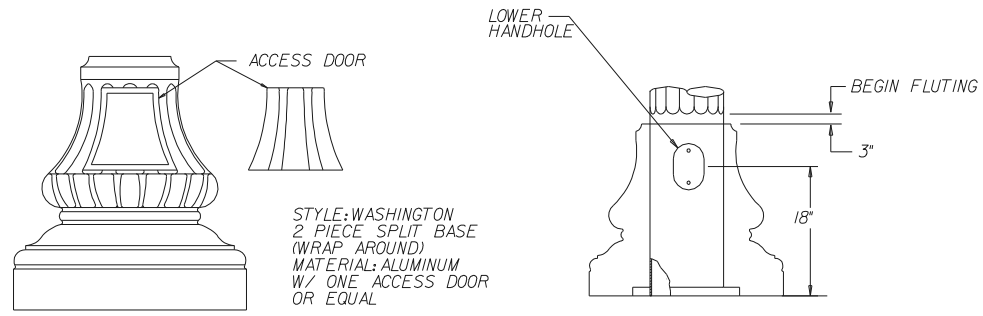 ACCESS DOOR
STYLE: WASHINGTON
2 PIECE SPLIT BASE
(WRAP AROUND)
MATERIAL: ALUMINUM
W/ ONE ACCESS DOOR
OR EQUAL
LOWER
HANDHOLE
BEGIN FLUTING
3"
18"